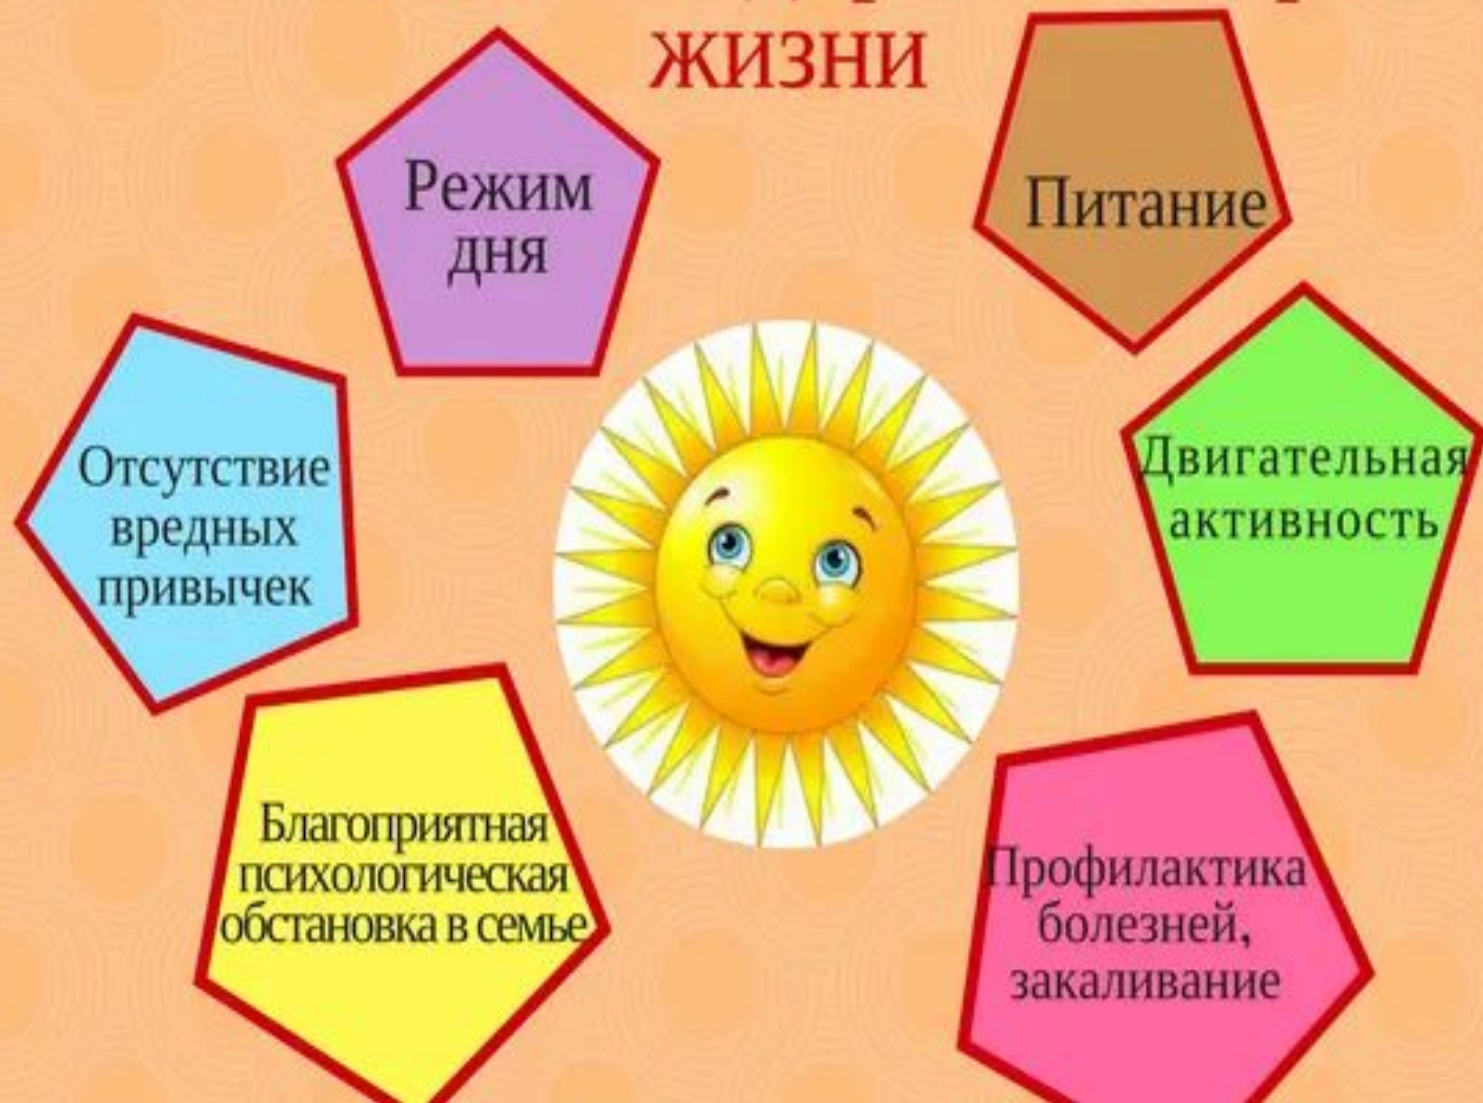 жизни
Режим
дня
Питание
Отсутствие
вредных
привычек
Двигательная
активность
Благоприятная
психологическая
обстановка в семье
Профилактика
болезней,
закаливание